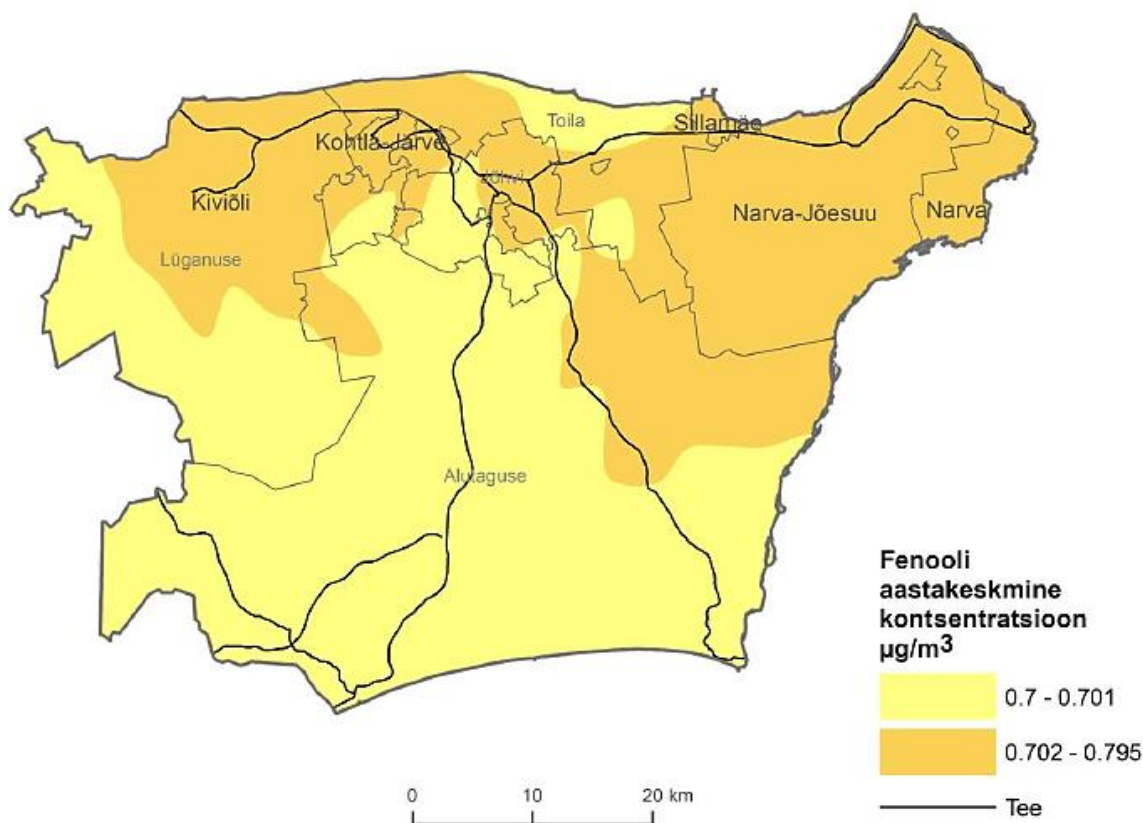 Toila
Sillamäe
Kohtla-Järve
Jõhvi
Kiviõli
Narva-Jõesuu
Narva
Lüganuse
Alutaguse
Fenooli
aastakeskmine
kontsentratsioon
µg/m³
0.7 - 0.701
0.702 - 0.795
Tee
0 10 20 km